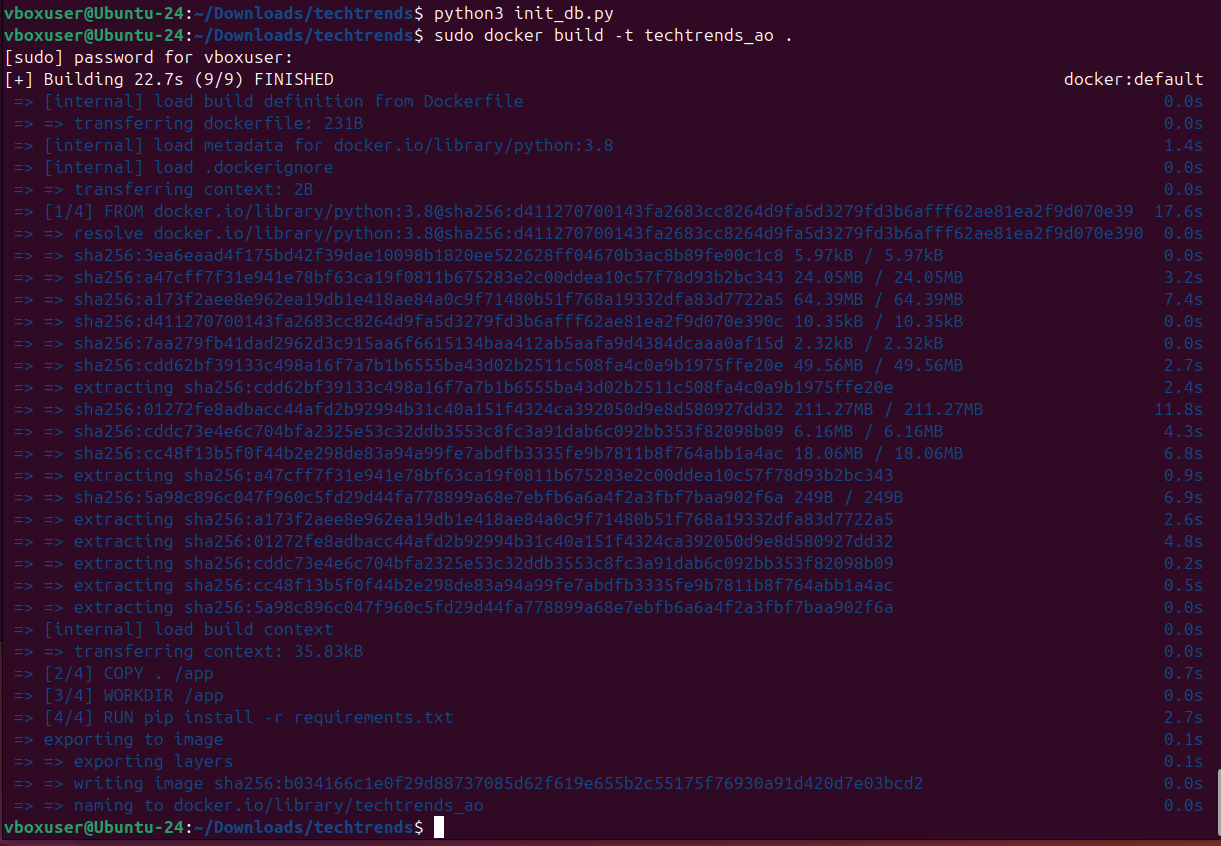 vboxuser@Ubuntu-24:~/Downloads/techtrends$ python3 init_db.py
vboxuser@Ubuntu-24:~/Downloads/techtrends$ sudo docker build -t techtrends_ao .
[sudo] password for vboxuser:
[+] Building 22.7s (9/9) FINISHED docker:default
=> [internal] load build definition from Dockerfile 0.0s
=> => transferring dockerfile: 231B 0.0s
=> [internal] load metadata for docker.io/library/python:3.8 1.4s
=> [internal] load .dockerignore 0.0s
=> => transferring context: 2B 0.0s
=> [1/4] FROM docker.io/library/python:3.8@sha256:d411270700143fa2683cc8264d9fa5d3279fd3b6afff62ae81ea2f9d070e39 17.6s
=> => resolve docker.io/library/python:3.8@sha256:d411270700143fa2683cc8264d9fa5d3279fd3b6afff62ae81ea2f9d070e390 0.0s
=> => sha256:3ea6eaad4f175bd42f39dae10098b1820ee522628ff04670b3ac8b89fe00c1c8 5.97kB / 5.97kB 0.0s
=> => sha256:a47cff7f31e941e78bf63ca19f0811b675283e2c00ddea10c57f78d93b2bc343 24.05MB / 24.05MB 3.2s
=> => sha256:a173f2aee8e962ea19db1e418ae84a0c9f71480b51f768a19332dfa83d7722a5 64.39MB / 64.39MB 7.4s
=> => sha256:d411270700143fa2683cc8264d9fa5d3279fd3b6afff62ae81ea2f9d070e390c 10.35kB / 10.35kB 0.0s
=> => sha256:7aa279fb41dad2962d3c915aa6f6615134baa412ab5aafa9d4384dcaaa0af15d 2.32kB / 2.32kB 0.0s
=> => sha256:cdd62bf39133c498a16f7a7b1b6555ba43d02b2511c508fa4c0a9b1975ffe20e 49.56MB / 49.56MB 2.7s
=> => extracting sha256:cdd62bf39133c498a16f7a7b1b6555ba43d02b2511c508fa4c0a9b1975ffe20e 2.4s
=> => sha256:01272fe8adbacc44afd2b92994b31c40a151f4324ca392050d9e8d580927dd32 211.27MB / 211.27MB 11.8s
=> => sha256:cddc73e4e6c704bfa2325e53c32ddb3553c8fc3a91dab6c092bb353f82098b09 6.16MB / 6.16MB 4.3s
=> => sha256:cc48f13b5f0f44b2e298de83a94a99fe7abdfb3335fe9b7811b8f764abb1a4ac 18.06MB / 18.06MB 6.8s
=> => extracting sha256:a47cff7f31e941e78bf63ca19f0811b675283e2c00ddea10c57f78d93b2bc343 0.9s
=> => sha256:5a98c896c047f960c5fd29d44fa778899a68e7ebfb6a6a4f2a3fbf7baa902f6a 249B / 249B 6.9s
=> => extracting sha256:a173f2aee8e962ea19db1e418ae84a0c9f71480b51f768a19332dfa83d7722a5 2.6s
=> => extracting sha256:01272fe8adbacc44afd2b92994b31c40a151f4324ca392050d9e8d580927dd32 4.8s
=> => extracting sha256:cddc73e4e6c704bfa2325e53c32ddb3553c8fc3a91dab6c092bb353f82098b09 0.2s
=> => extracting sha256:cc48f13b5f0f44b2e298de83a94a99fe7abdfb3335fe9b7811b8f764abb1a4ac 0.5s
=> => extracting sha256:5a98c896c047f960c5fd29d44fa778899a68e7ebfb6a6a4f2a3fbf7baa902f6a 0.0s
=> [internal] load build context 0.0s
=> => transferring context: 35.83kB 0.0s
=> [2/4] COPY . /app 0.7s
=> [3/4] WORKDIR /app 0.0s
=> [4/4] RUN pip install -r requirements.txt 2.7s
=> exporting to image 0.1s
=> => exporting layers 0.1s
=> => writing image sha256:b034166c1e0f29d88737085d62f619e655b2c55175f76930a91d420d7e03bcd2 0.0s
=> => naming to docker.io/library/techtrends_ao 0.0s
vboxuser@Ubuntu-24:~/Downloads/techtrends$